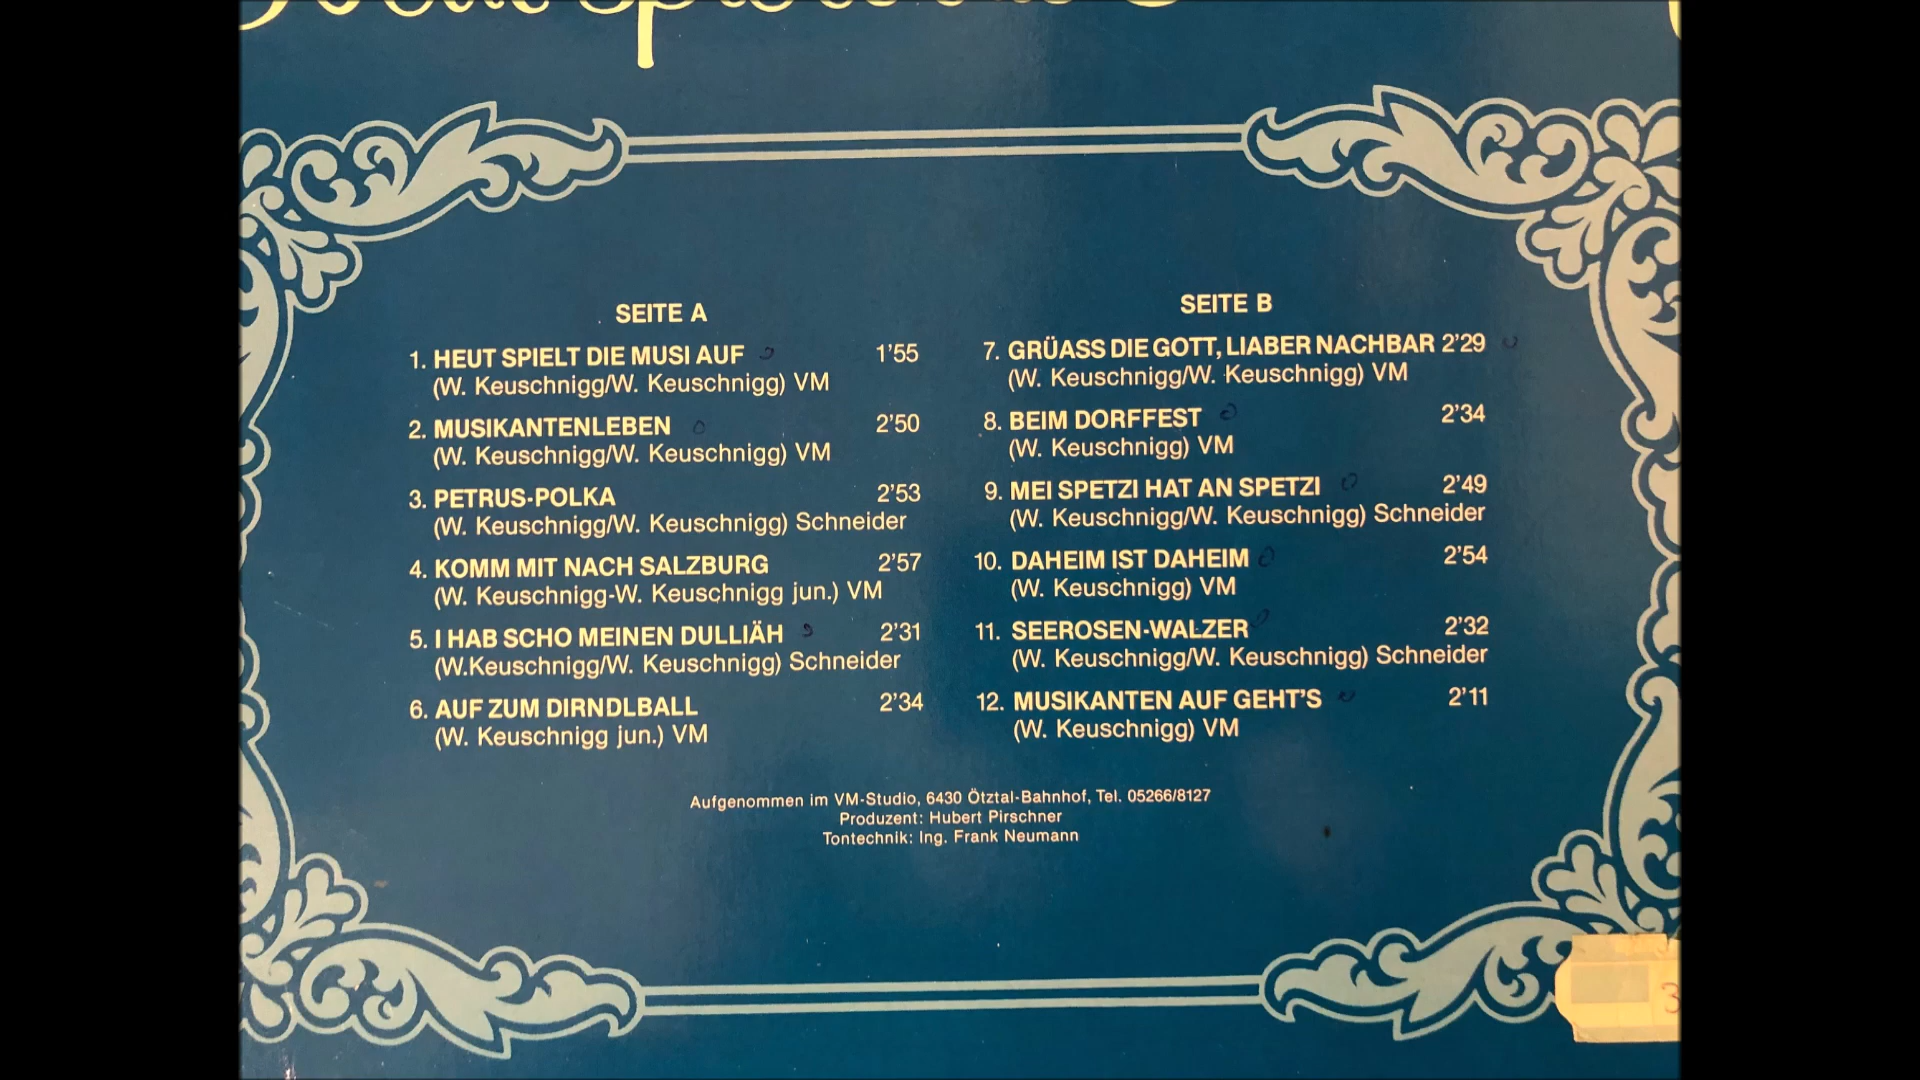 SEITE A
1. HEUT SPIELT DIE MUSI AUF 1'55
(W. Keuschnigg/W. Keuschnigg) VM
2. MUSIKANTENLEBEN 2'50
(W. Keuschnigg/W. Keuschnigg) VM
3. PETRUS-POLKA 2'53
(W. Keuschnigg/W. Keuschnigg) Schneider
4. KOMM MIT NACH SALZBURG 2'57
(W. Keuschnigg-W. Keuschnigg jun.) VM
5. I HAB SCHO MEINEN DULLIÄH 2'31
(W.Keuschnigg/W. Keuschnigg) Schneider
6. AUF ZUM DIRNDLBALL 2'34
(W. Keuschnigg jun.) VM
SEITE B
7. GRÜASS DIE GOTT, LIABER NACHBAR 2'29
(W. Keuschnigg/W. Keuschnigg) VM
8. BEIM DORFFEST 2'34
(W. Keuschnigg) VM
9. MEI SPETZI HAT AN SPETZI 2'49
(W. Keuschnigg/W. Keuschnigg) Schneider
10. DAHEIM IST DAHEIM 2'54
(W. Keuschnigg) VM
11. SEEROSEN-WALZER 2'32
(W. Keuschnigg/W. Keuschnigg) Schneider
12. MUSIKANTEN AUF GEHT'S 2'11
(W. Keuschnigg) VM
Aufgenommen im VM-Studio, 6430 Ötztal-Bahnhof, Tel. 05266/8127
Produzent: Hubert Pirschner
Tontechnik: Ing. Frank Neumann
3